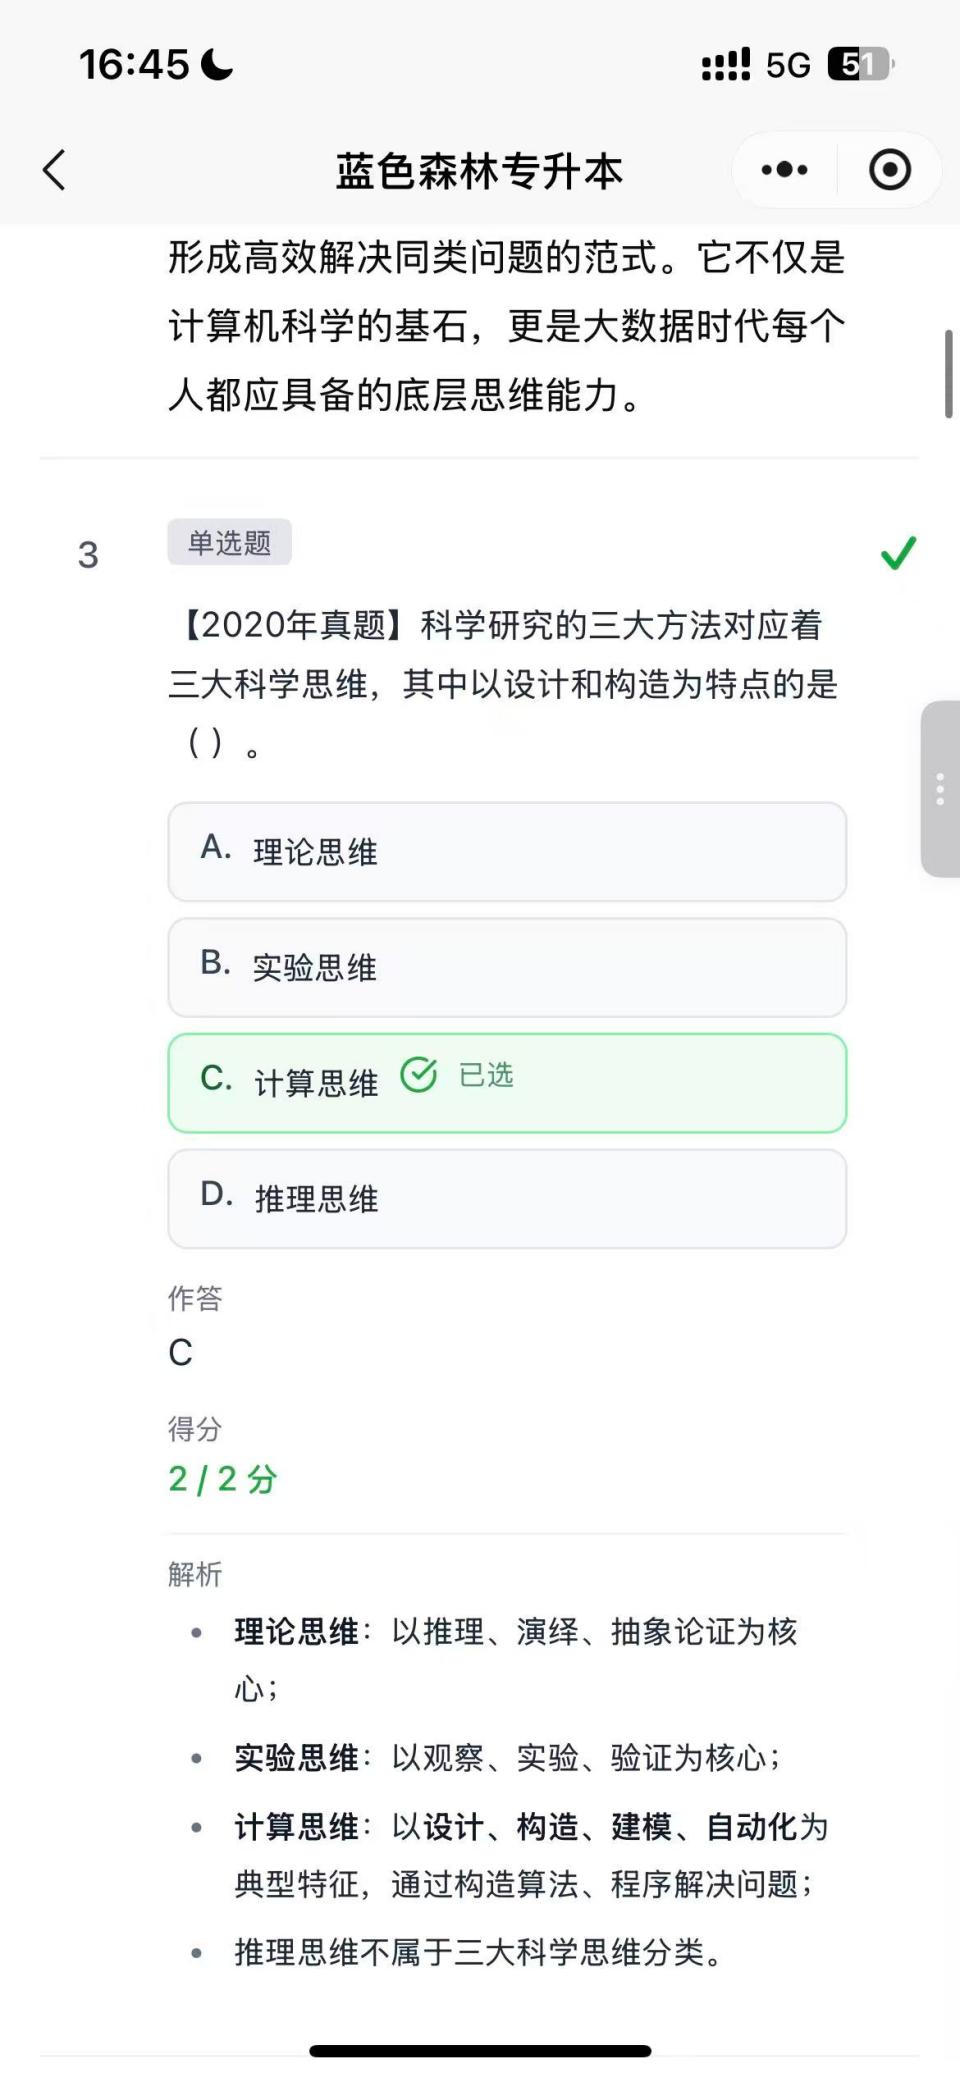 16:45
5G
51
蓝色森林专升本
形成高效解决同类问题的范式。它不仅是
计算机科学的基石，更是大数据时代每个
人都应具备的底层思维能力。
3
单选题
【2020年真题】科学研究的三大方法对应着
三大科学思维，其中以设计和构造为特点的是
（）。
A. 理论思维
B. 实验思维
C. 计算思维 已选
D. 推理思维
作答
C
得分
2 / 2 分
解析
• 理论思维：以推理、演绎、抽象论证为核
心；
• 实验思维：以观察、实验、验证为核心；
• 计算思维：以设计、构造、建模、自动化为
典型特征，通过构造算法、程序解决问题；
• 推理思维不属于三大科学思维分类。